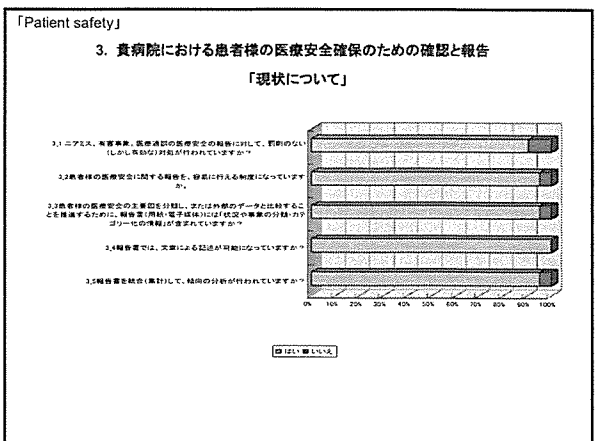 「Patient safety」
3. 貴病院における患者様の医療安全確保のための確認と報告
「現状について」
3_1 ニアミス、有害事象、医療過誤の医療安全の報告に対して、罰則のない
(しかし有効な)対処が行われていますか?
3_2患者様の医療安全に関する報告を、容易に行える制度になっています
か。
3_3患者様の医療安全の主要因を分類し、または外部のデータと比較するこ
とを推進するために、報告書(用紙・電子媒体)には「状況や事象の分類・カテ
ゴリー化の情報」が含まれていますか?
3_4報告書では、文章による記述が可能になっていますか?
3_5報告書を統合(集計)して、傾向の分析が行われていますか?
0% 10% 20% 30% 40% 50% 60% 70% 80% 90% 100%
はい いいえ